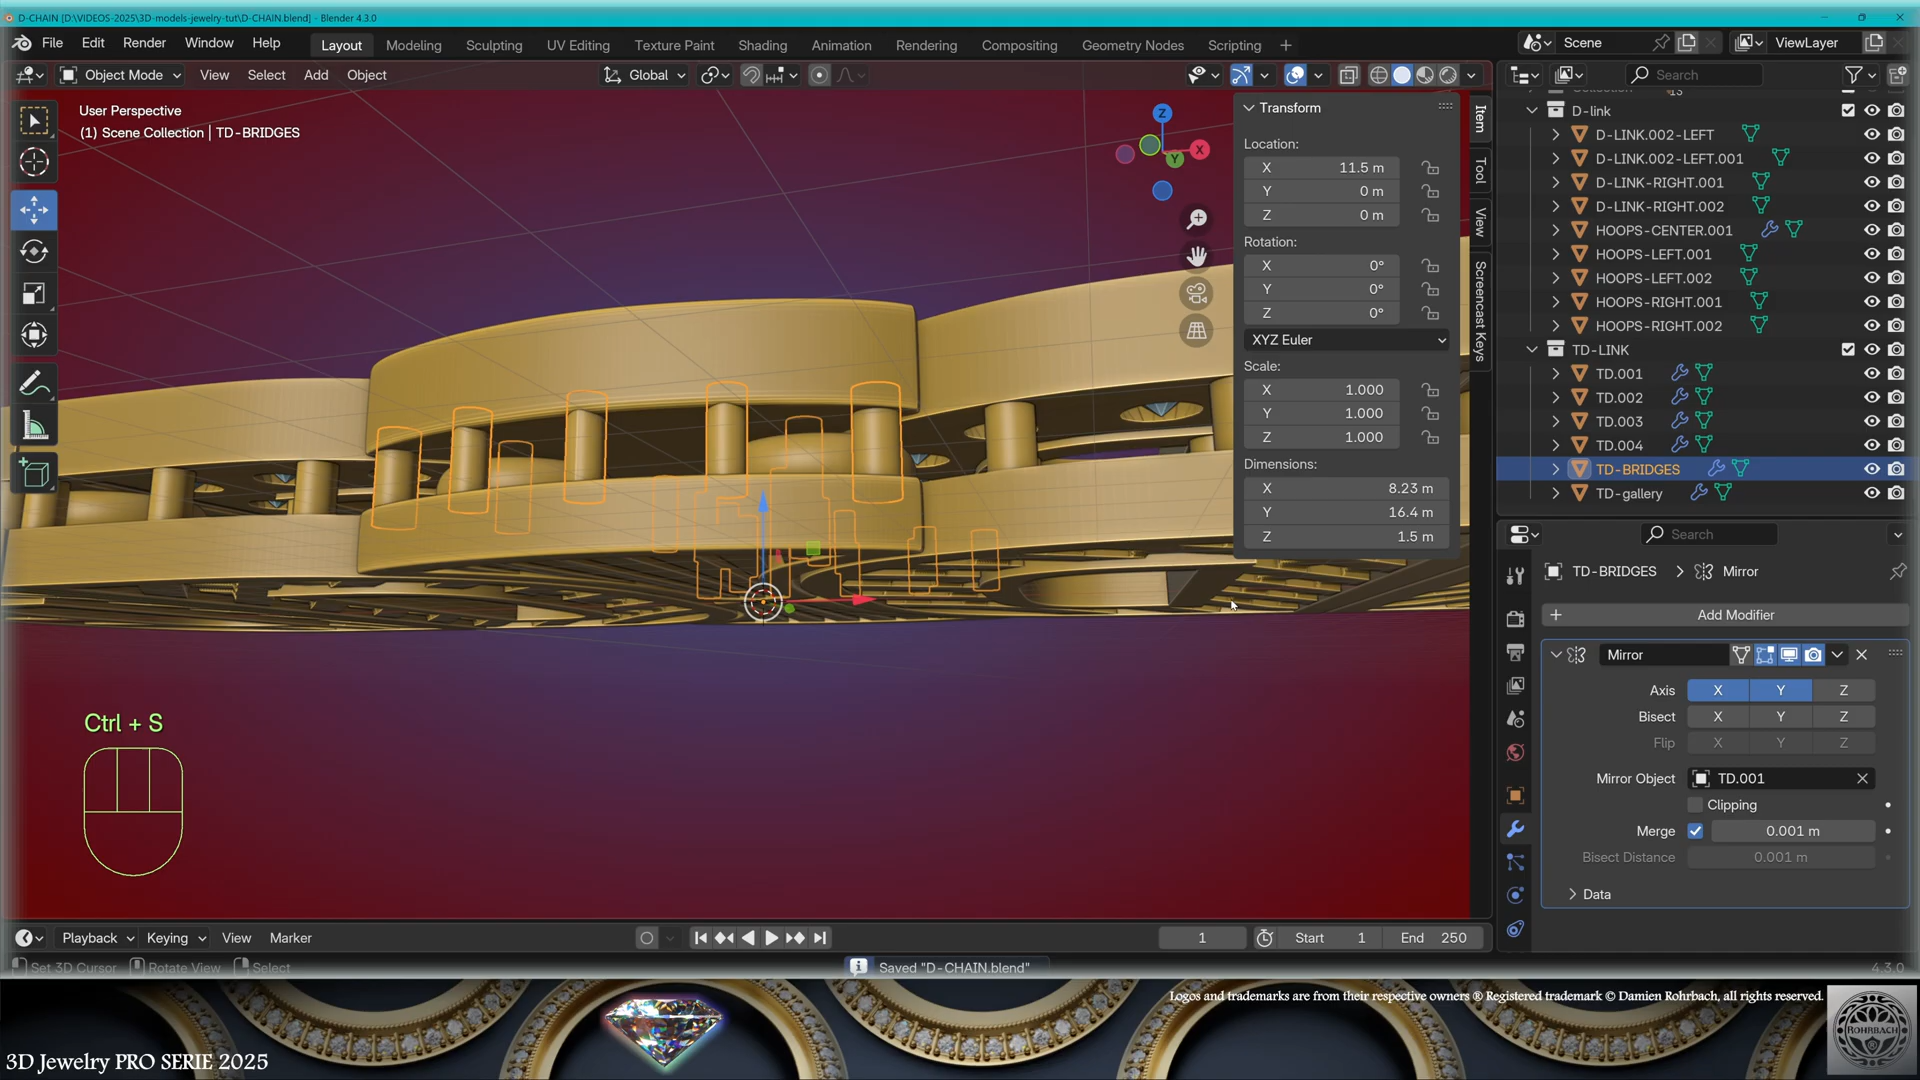 D-CHAIN [D:\VIDEOS-2025\3D-models-jewelry-tut\D-CHAIN.blend] - Blender 4.3.0
File Edit Render Window Help
Layout Modeling Sculpting UV Editing Texture Paint Shading Animation Rendering Compositing Geometry Nodes Scripting +
Scene
ViewLayer
Object Mode View Select Add Object
Global
Search
User Perspective
(1) Scene Collection | TD-BRIDGES
Z
X
Y
Transform
Location:
X 11.5 m
Y 0 m
Z 0 m
Rotation:
X 0°
Y 0°
Z 0°
XYZ Euler
Scale:
X 1.000
Y 1.000
Z 1.000
Dimensions:
X 8.23 m
Y 16.4 m
Z 1.5 m
Item
Tool
View
Screencast Keys
D-link
D-LINK.002-LEFT
D-LINK.002-LEFT.001
D-LINK-RIGHT.001
D-LINK-RIGHT.002
HOOPS-CENTER.001
HOOPS-LEFT.001
HOOPS-LEFT.002
HOOPS-RIGHT.001
HOOPS-RIGHT.002
TD-LINK
TD.001
TD.002
TD.003
TD.004
TD-BRIDGES
TD-gallery
Search
TD-BRIDGES > Mirror
+ Add Modifier
Mirror
Axis X Y Z
Bisect X Y Z
Flip X Y Z
Mirror Object TD.001
Clipping
Merge 0.001 m
Bisect Distance 0.001 m
Data
Ctrl + S
Playback Keying View Marker
1
Start 1
End 250
Set 3D Cursor Rotate View Select
Saved "D-CHAIN.blend"
4.3.0
Logos and trademarks are from their respective owners ® Registered trademark © Damien Rohrbach, all rights reserved.
3D Jewelry PRO SERIE 2025
ROHRBACH